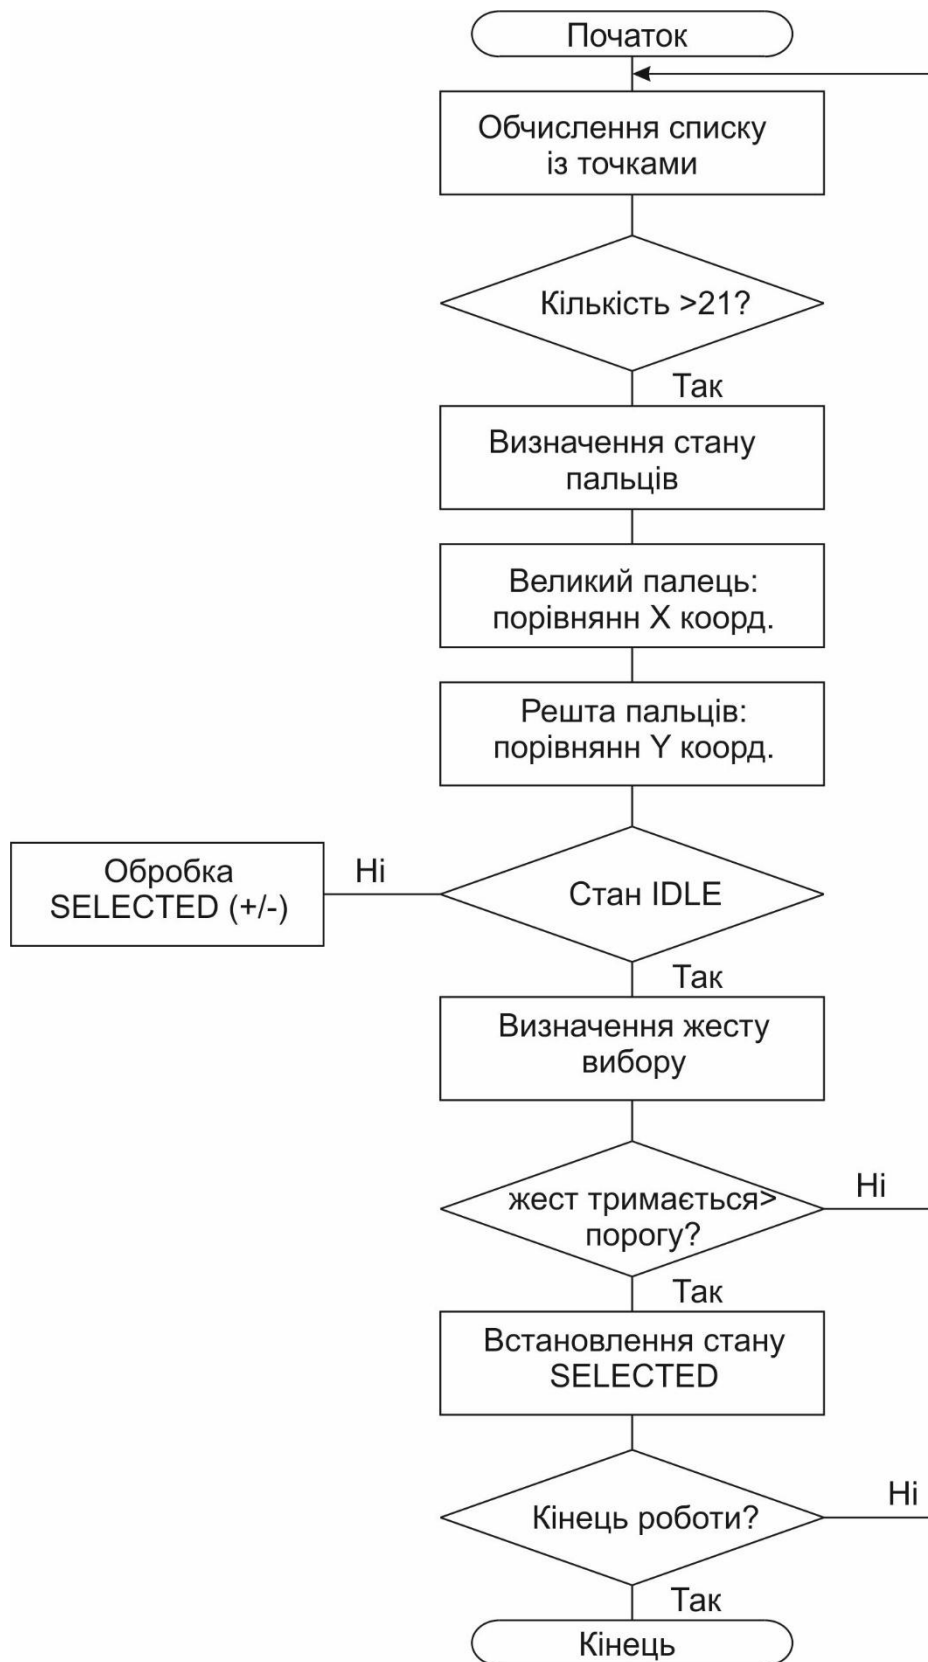 Початок
Обчислення списку
із точками
Кількість >21?
Так
Визначення стану
пальців
Великий палець:
порівнянн X коорд.
Решта пальців:
порівнянн Y коорд.
Обробка
SELECTED (+/-)
Ні
Стан IDLE
Так
Визначення жесту
вибору
жест тримається>
порогу?
Ні
Так
Встановлення стану
SELECTED
Кінець роботи?
Ні
Так
Кінець